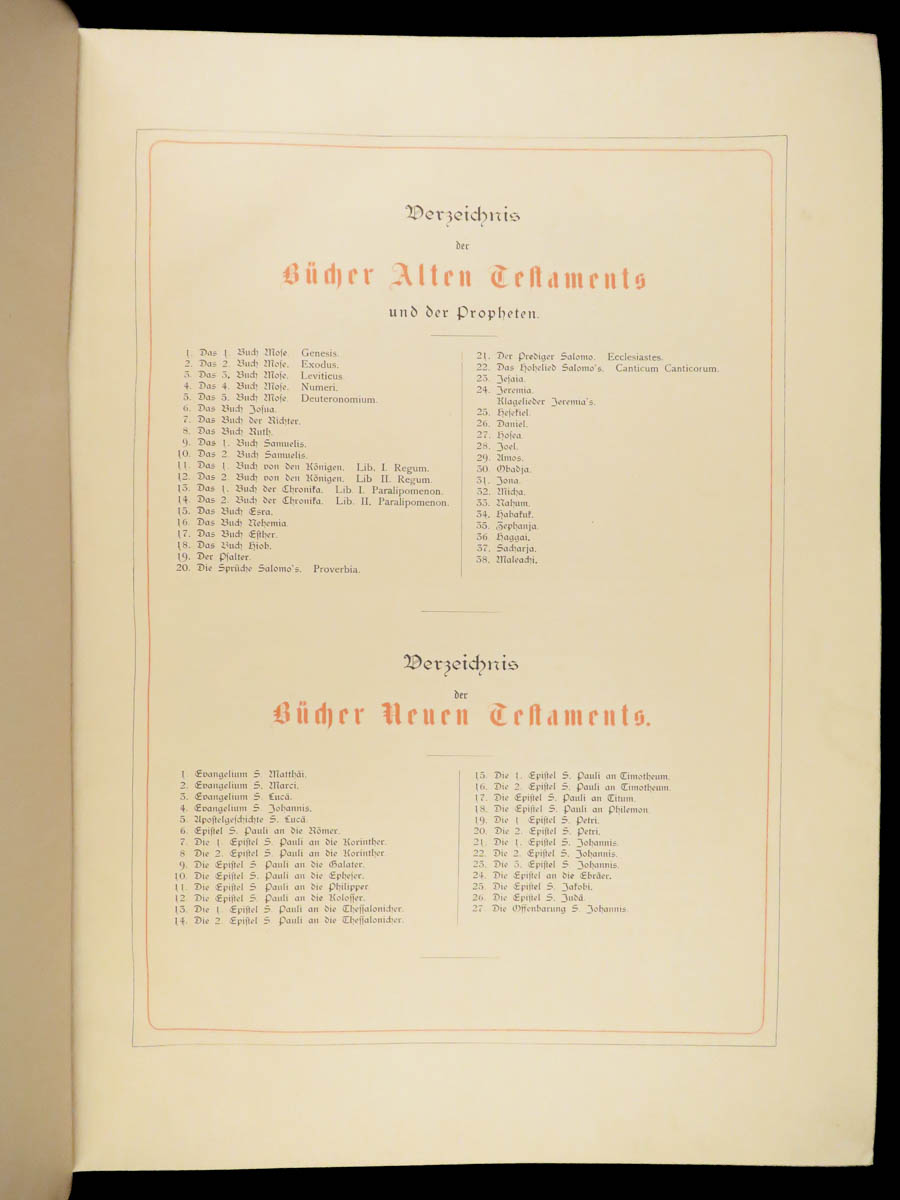 Verzeichnis
der
Bücher Alten Testaments
und der Propheten.
1. Das 1. Buch Mose. Genesis.
2. Das 2. Buch Mose. Exodus.
3. Das 3. Buch Mose. Leviticus.
4. Das 4. Buch Mose. Numeri.
5. Das 5. Buch Mose. Deuteronomium.
6. Das Buch Josua.
7. Das Buch der Richter.
8. Das Buch Ruth.
9. Das 1. Buch Samuelis.
10. Das 2. Buch Samuelis.
11. Das 1. Buch von den Königen. Lib. I. Regum.
12. Das 2. Buch von den Königen. Lib. II. Regum.
13. Das 1. Buch der Chronika. Lib. I. Paralipomenon.
14. Das 2. Buch der Chronika. Lib. II. Paralipomenon.
15. Das Buch Esra.
16. Das Buch Nehemia.
17. Das Buch Esther.
18. Das Buch Hiob.
19. Der Psalter.
20. Die Sprüche Salomo's. Proverbia.
21. Der Prediger Salomo. Ecclesiastes.
22. Das Hohelied Salomo's. Canticum Canticorum.
23. Jesaia.
24. Jeremia.
Klagelieder Jeremia's.
25. Hesekiel.
26. Daniel.
27. Hosea.
28. Joel.
29. Amos.
30. Obadja.
31. Jona.
32. Micha.
33. Nahum.
34. Habakuk.
35. Zephanja.
36. Haggai.
37. Sacharja.
38. Maleachi.
Verzeichnis
der
Bücher Neuen Testaments.
1. Evangelium S. Matthäi.
2. Evangelium S. Marci.
3. Evangelium S. Lucä.
4. Evangelium S. Johannis.
5. Apostelgeschichte S. Lucä.
6. Epistel S. Pauli an die Römer.
7. Die 1. Epistel S. Pauli an die Korinther.
8. Die 2. Epistel S. Pauli an die Korinther.
9. Die Epistel S. Pauli an die Galater.
10. Die Epistel S. Pauli an die Epheser.
11. Die Epistel S. Pauli an die Philipper.
12. Die Epistel S. Pauli an die Kolosser.
13. Die 1. Epistel S. Pauli an die Thessalonicher.
14. Die 2. Epistel S. Pauli an die Thessalonicher.
15. Die 1. Epistel S. Pauli an Timotheum.
16. Die 2. Epistel S. Pauli an Timotheum.
17. Die Epistel S. Pauli an Titum.
18. Die Epistel S. Pauli an Philemon.
19. Die 1. Epistel S. Petri.
20. Die 2. Epistel S. Petri.
21. Die 1. Epistel S. Johannis.
22. Die 2. Epistel S. Johannis.
23. Die 3. Epistel S. Johannis.
24. Die Epistel an die Ebräer.
25. Die Epistel S. Jakobi.
26. Die Epistel S. Judä.
27. Die Offenbarung S. Johannis.